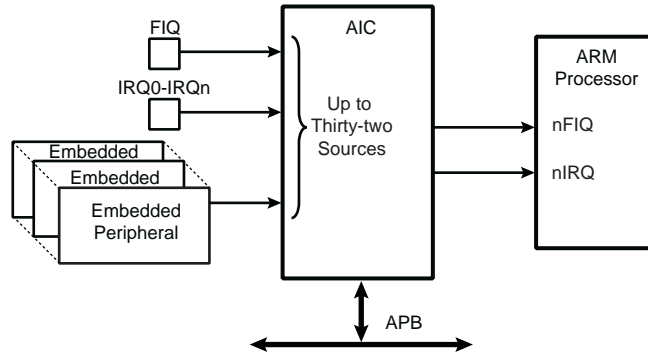 FIQ
IRQ0-IRQn
Embedded
Embedded
Embedded
Peripheral
AIC
Up to
Thirty-two
Sources
ARM
Processor
nFIQ
nIRQ
APB